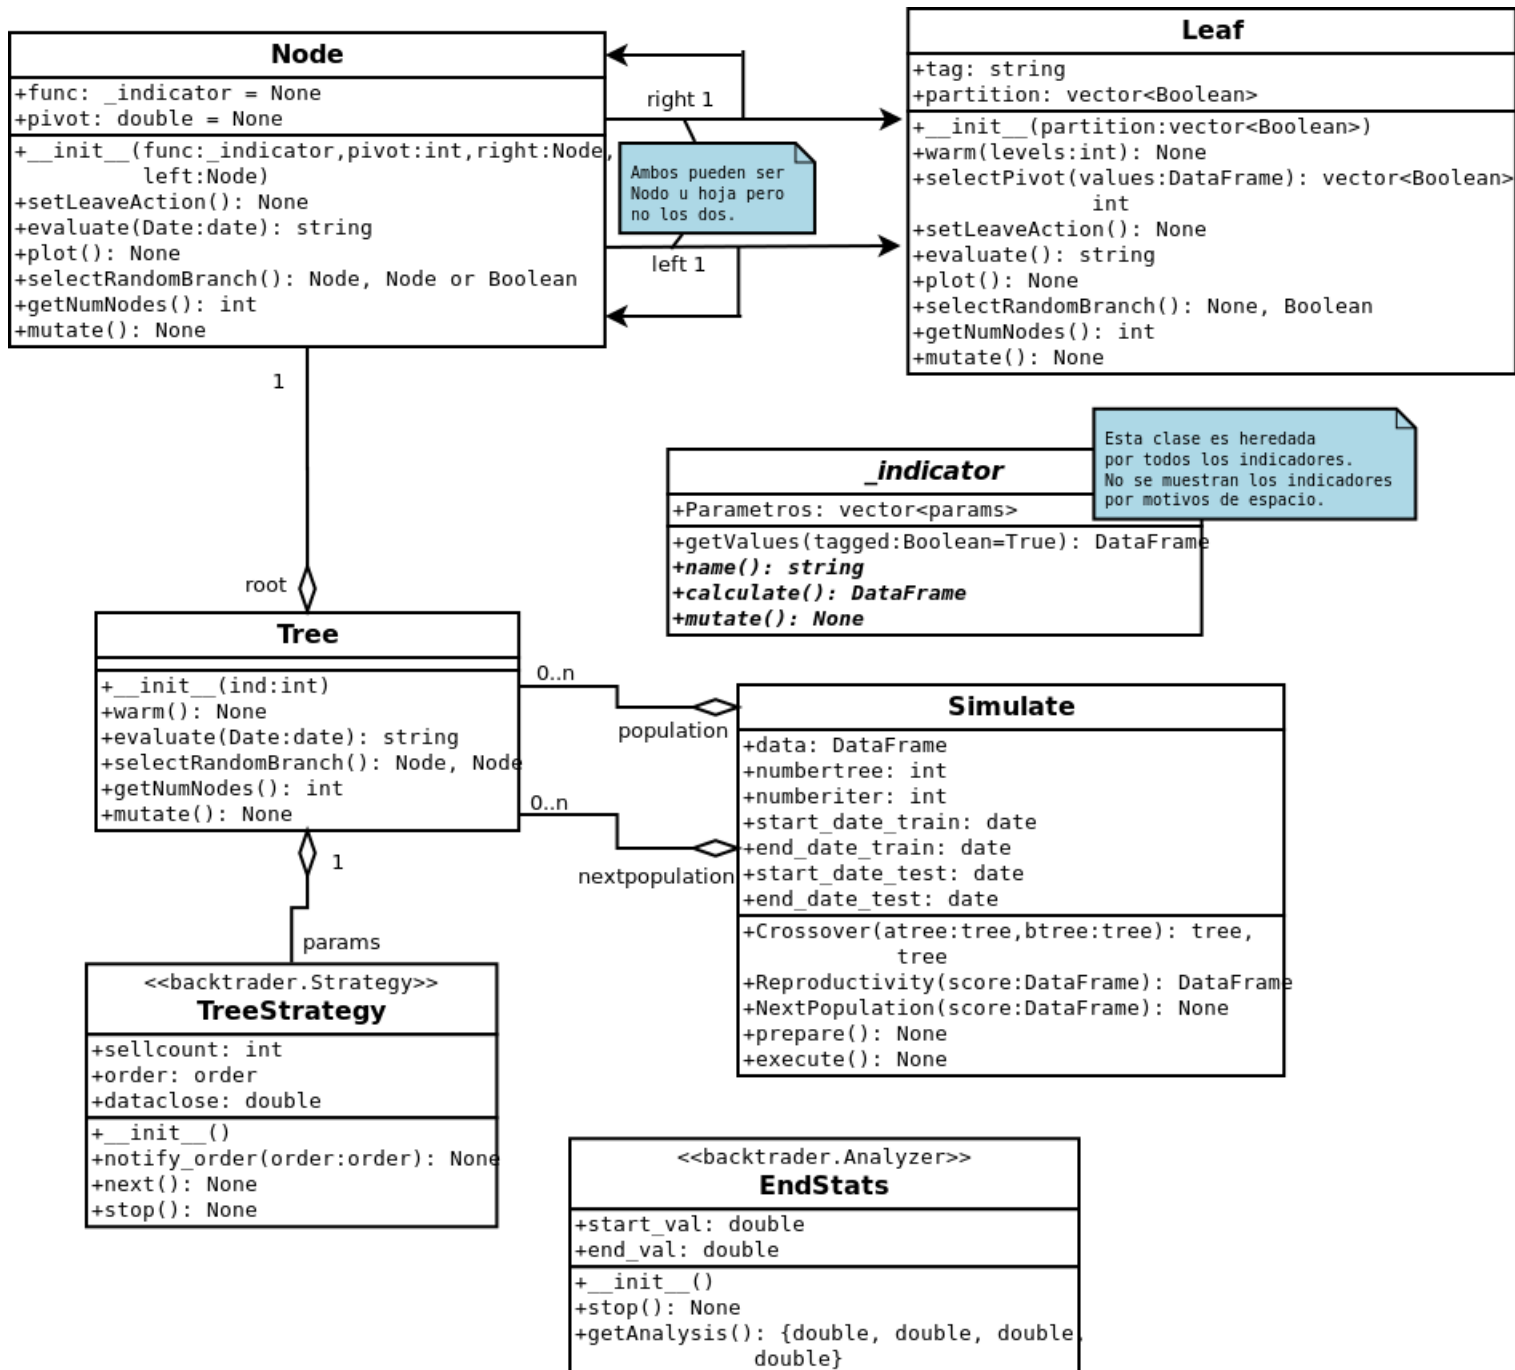 Node
+func: _indicator = None
+pivot: double = None
+__init__(func:_indicator,pivot:int,right:Node,
left:Node)
+setLeaveAction(): None
+evaluate(Date:date): string
+plot(): None
+selectRandomBranch(): Node, Node or Boolean
+getNumNodes(): int
+mutate(): None
right 1
Ambos pueden ser
Nodo u hoja pero
no los dos.
left 1
Leaf
+tag: string
+partition: vector<Boolean>
+__init__(partition:vector<Boolean>)
+warm(levels:int): None
+selectPivot(values:DataFrame): vector<Boolean>
int
+setLeaveAction(): None
+evaluate(): string
+plot(): None
+selectRandomBranch(): None, Boolean
+getNumNodes(): int
+mutate(): None
1
root
_indicator
+Parametros: vector<params>
+getValues(tagged:Boolean=True): DataFrame
+name(): string
+calculate(): DataFrame
+mutate(): None
Esta clase es heredada
por todos los indicadores.
No se muestran los indicadores
por motivos de espacio.
Tree
+__init__(ind:int)
+warm(): None
+evaluate(Date:date): string
+selectRandomBranch(): Node, Node
+getNumNodes(): int
+mutate(): None
0..n
population
0..n
nextpopulation
Simulate
+data: DataFrame
+numbertree: int
+numberiter: int
+start_date_train: date
+end_date_train: date
+start_date_test: date
+end_date_test: date
+Crossover(atree:tree,btree:tree): tree,
tree
+Reproductivity(score:DataFrame): DataFrame
+NextPopulation(score:DataFrame): None
+prepare(): None
+execute(): None
1
params
<<backtrader.Strategy>>
TreeStrategy
+sellcount: int
+order: order
+dataclose: double
+__init__()
+notify_order(order:order): None
+next(): None
+stop(): None
<<backtrader.Analyzer>>
EndStats
+start_val: double
+end_val: double
+__init__()
+stop(): None
+getAnalysis(): {double, double, double,
double}